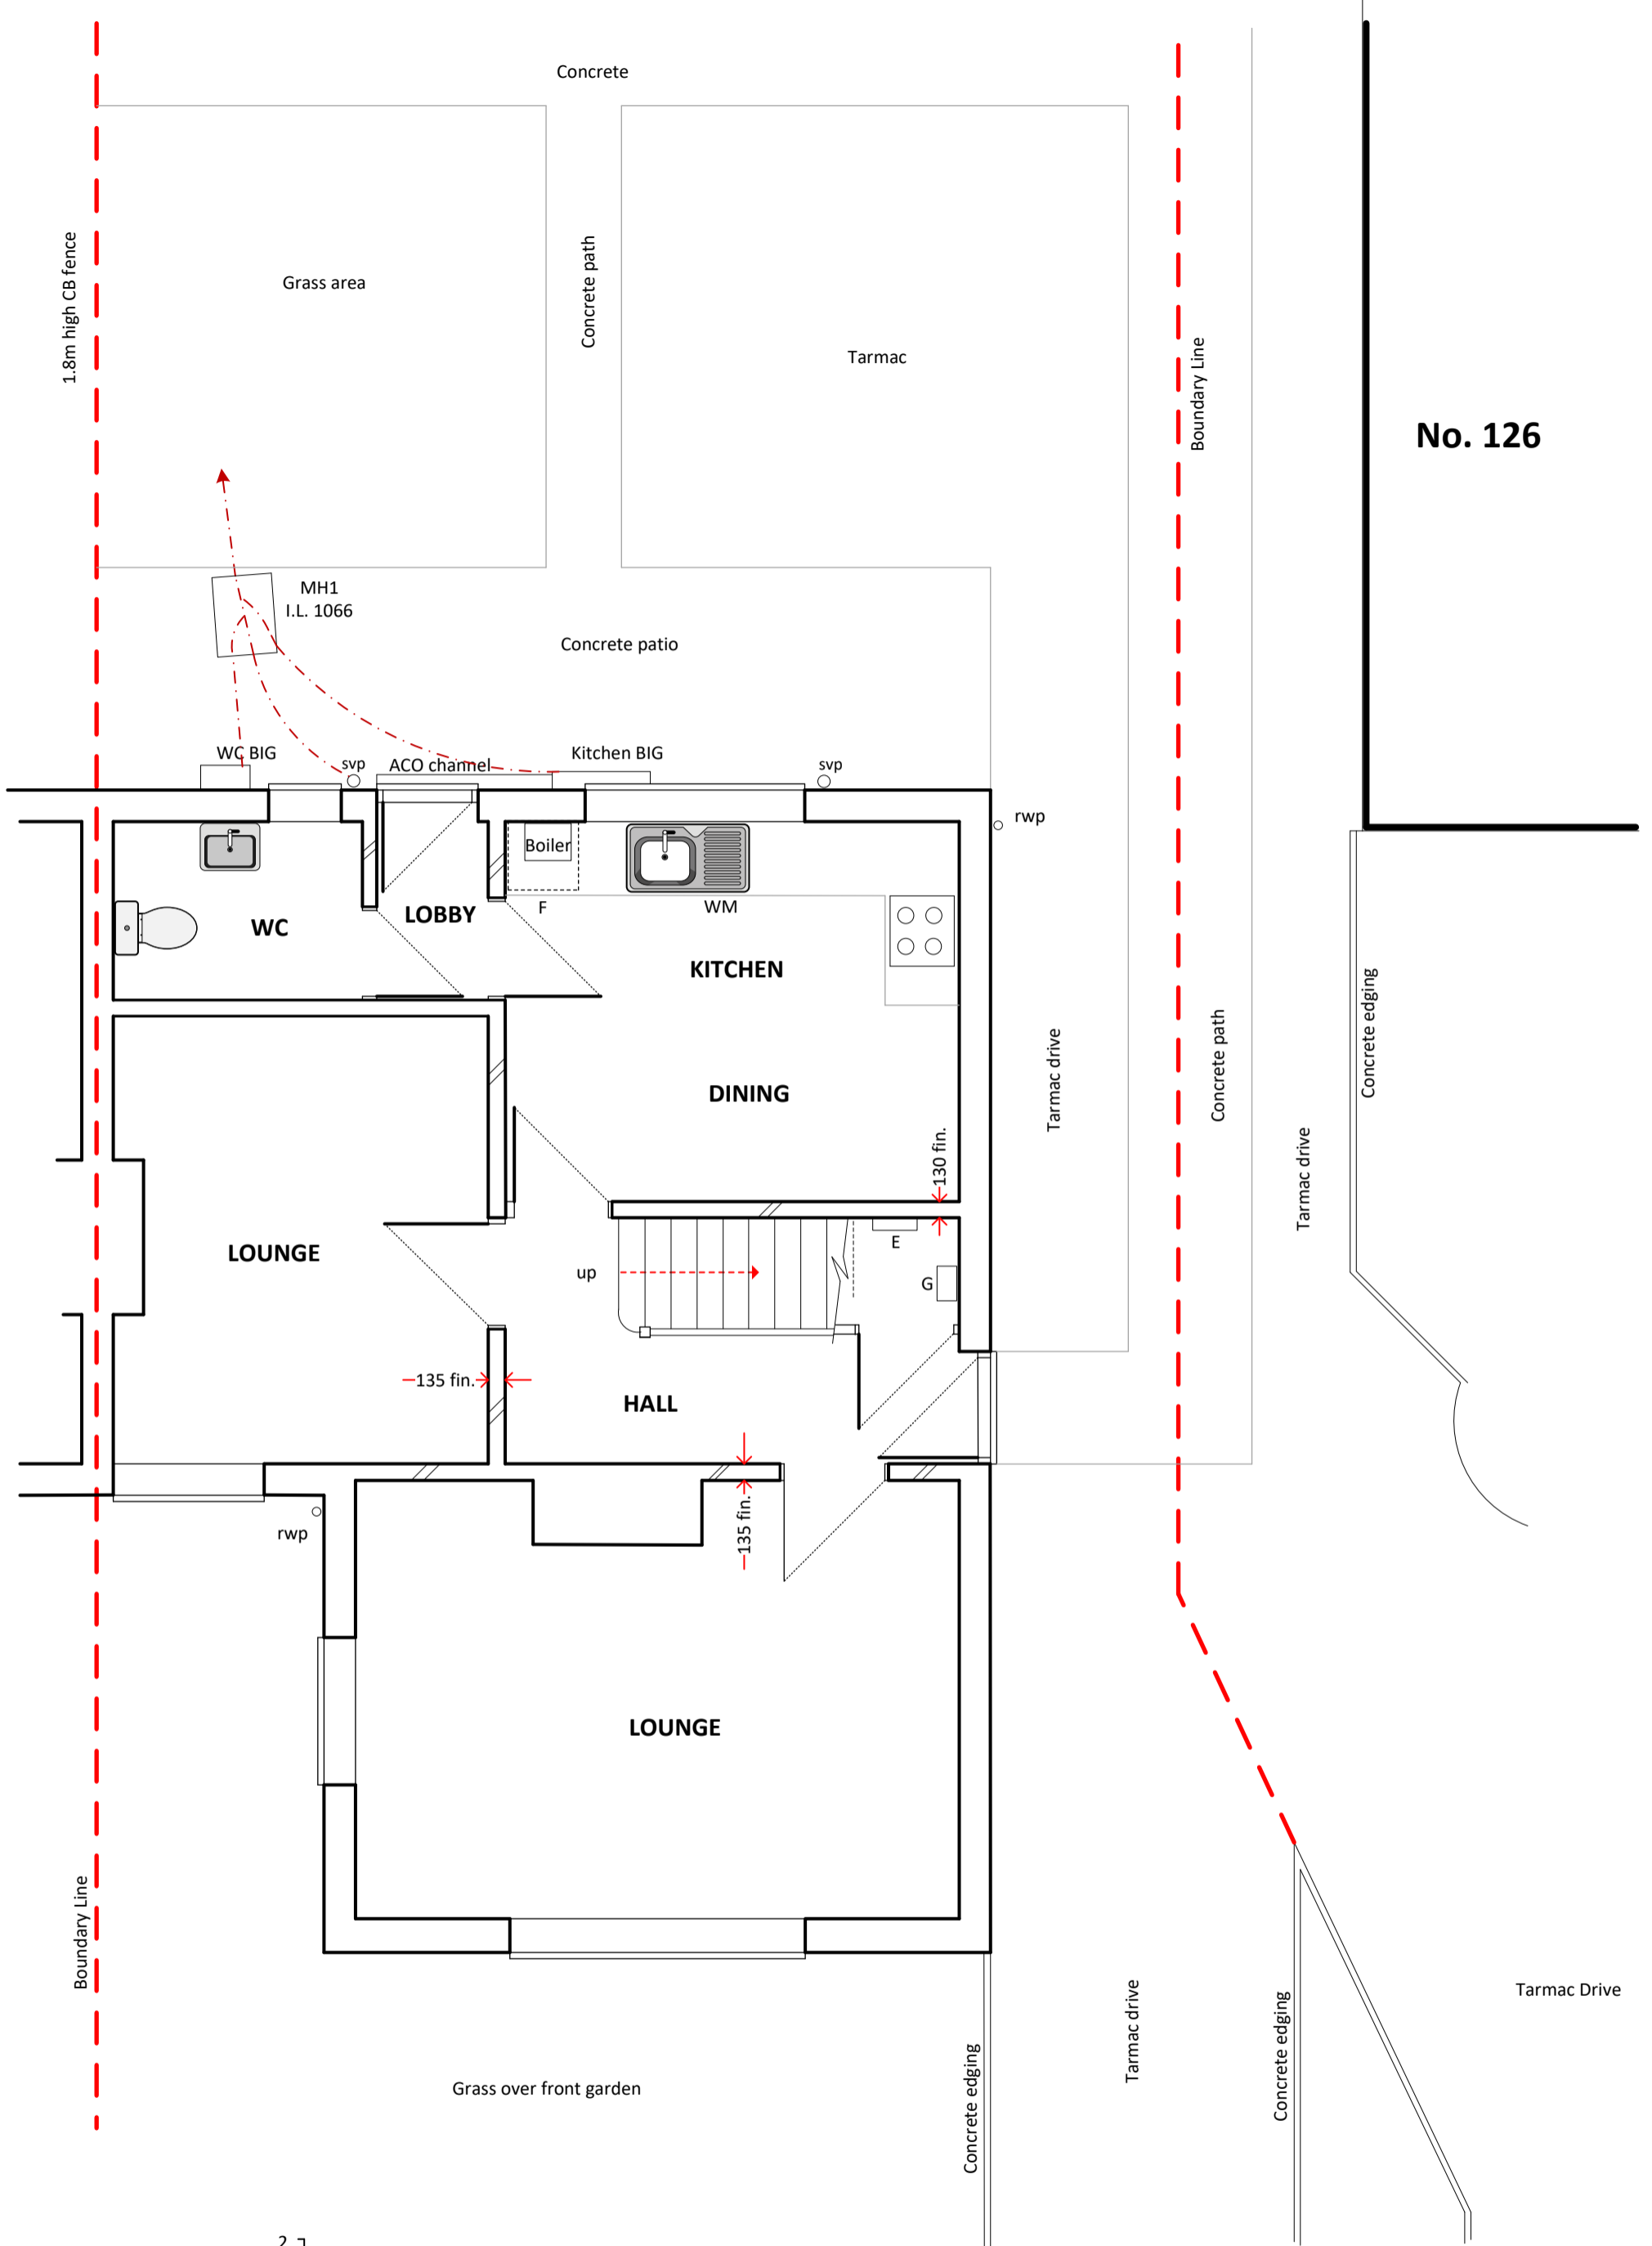 Concrete
1.8m high CB fence
Grass area
Concrete path
Tarmac
Boundary Line
No. 126
MH1
I.L. 1066
Concrete patio
WC BIG
svp
ACO channel
Kitchen BIG
svp
rwp
Boiler
F
WM
WC
LOBBY
KITCHEN
DINING
Tarmac drive
Concrete path
Concrete edging
Tarmac drive
130 fin.
LOUNGE
up
E
G
135 fin.
HALL
135 fin.
rwp
LOUNGE
Boundary Line
Grass over front garden
Concrete edging
Tarmac drive
Concrete edging
Tarmac Drive
2